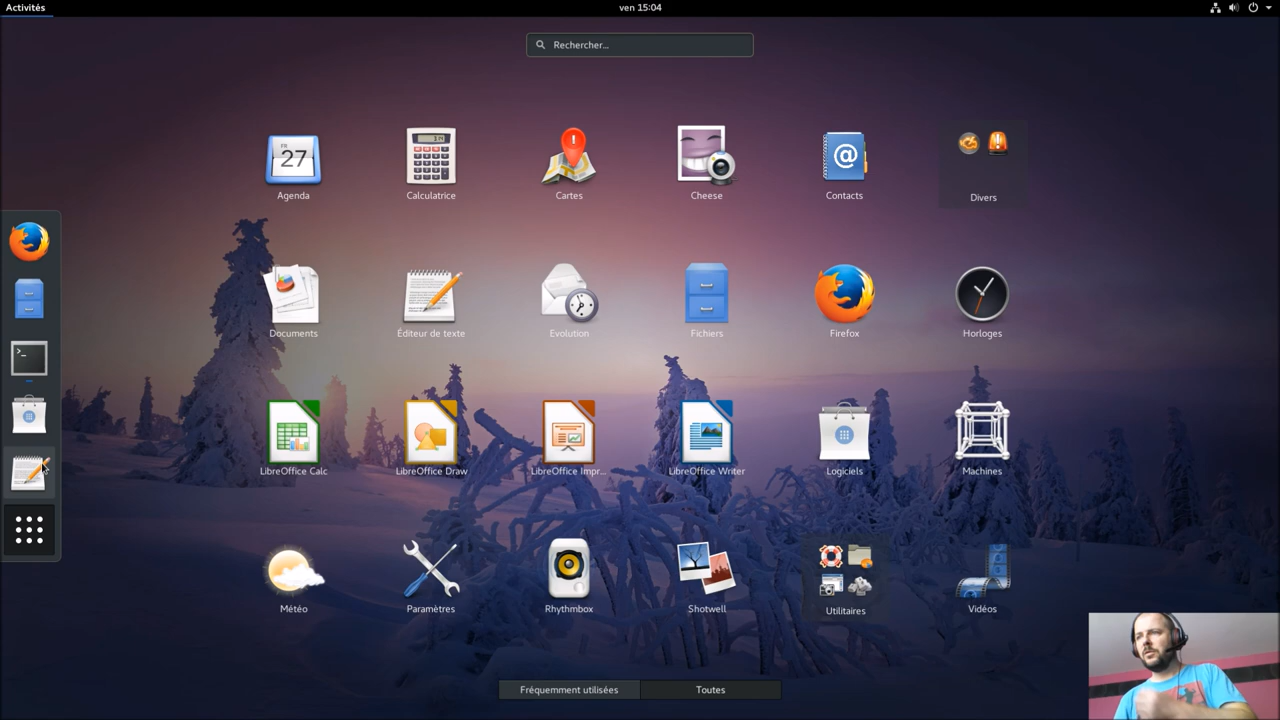 Activités
ven 15:04
Rechercher...
FR
27
Agenda
Calculatrice
Cartes
Cheese
Contacts
Divers
Documents
Éditeur de texte
Evolution
Fichiers
Firefox
Horloges
LibreOffice Calc
LibreOffice Draw
LibreOffice Impr...
LibreOffice Writer
Logiciels
Machines
Météo
Paramètres
Rhythmbox
Shotwell
Utilitaires
Vidéos
Fréquemment utilisées
Toutes